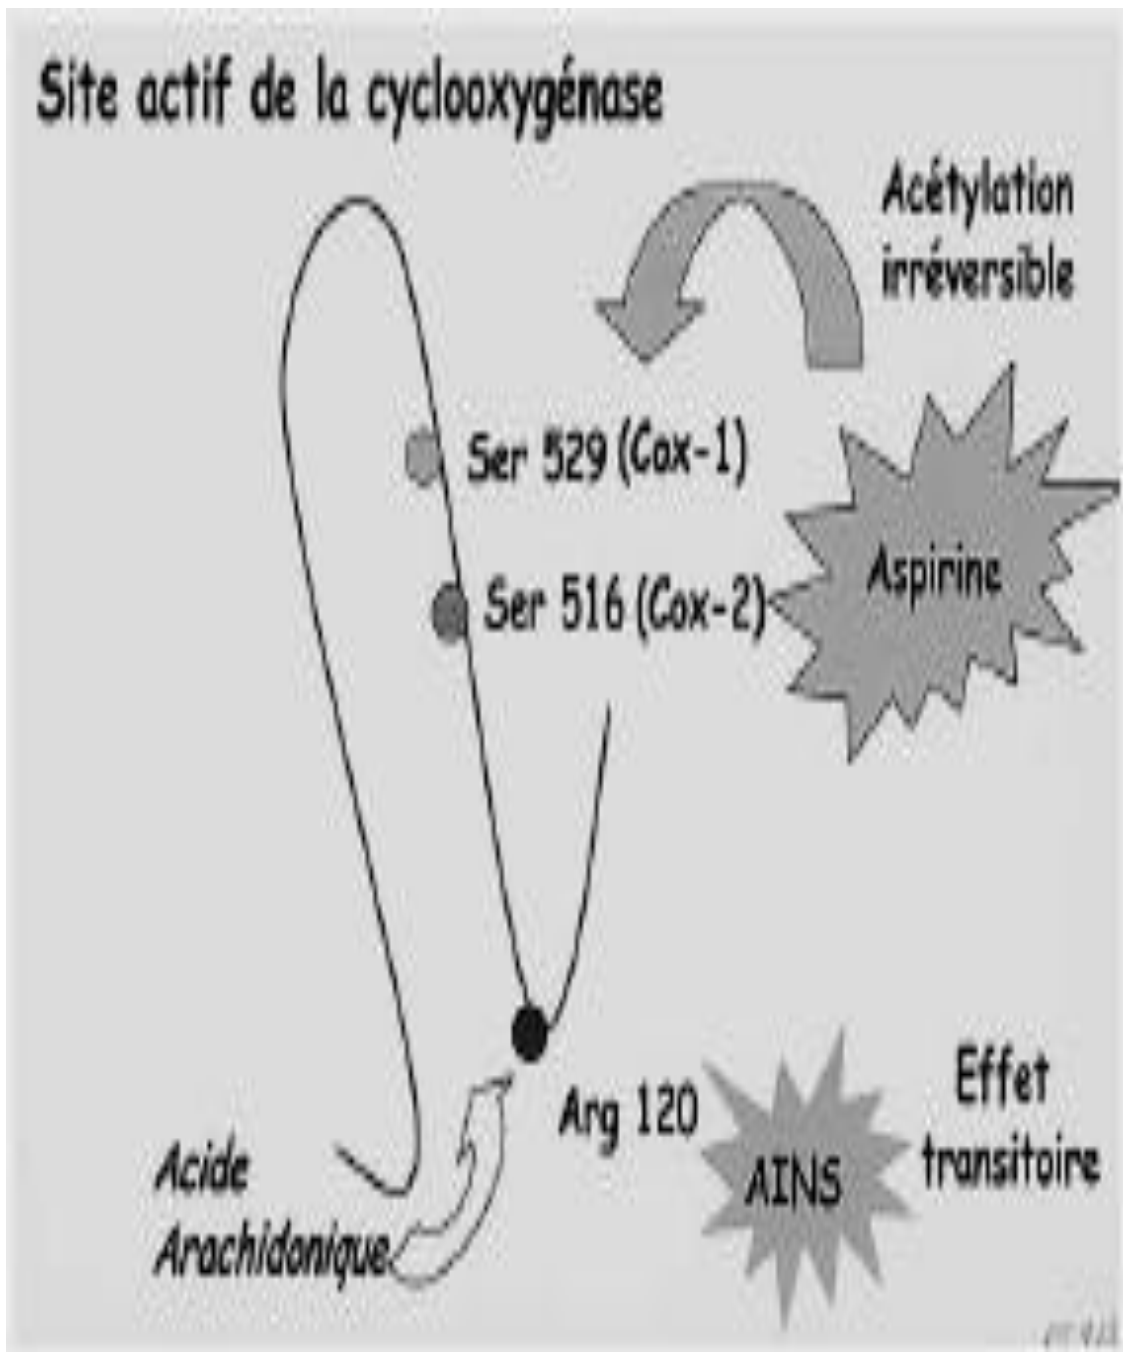 Site actif de la cyclooxygénase
Acétylation
irréversible
Ser 529 (Cox-1)
Aspirine
Ser 516 (Cox-2)
Arg 120
AINS
Effet
transitoire
Acide
Arachidonique